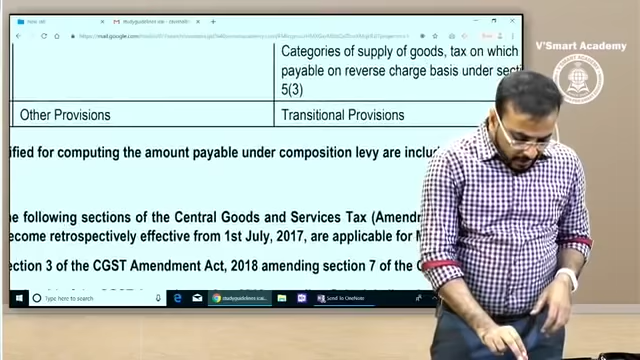 V'Smart Academy
studyguidelines
Categories of supply of goods, tax on which
payable on reverse charge basis under secti
5(3)
Other Provisions
Transitional Provisions
ified for computing the amount payable under composition levy are inclu
he following sections of the Central Goods and Services Tax (Amend
ecome retrospectively effective from 1st July, 2017, are applicable for M
ection 3 of the CGST Amendment Act, 2018 amending section 7 of the C
Type here to search
Send To OneNote